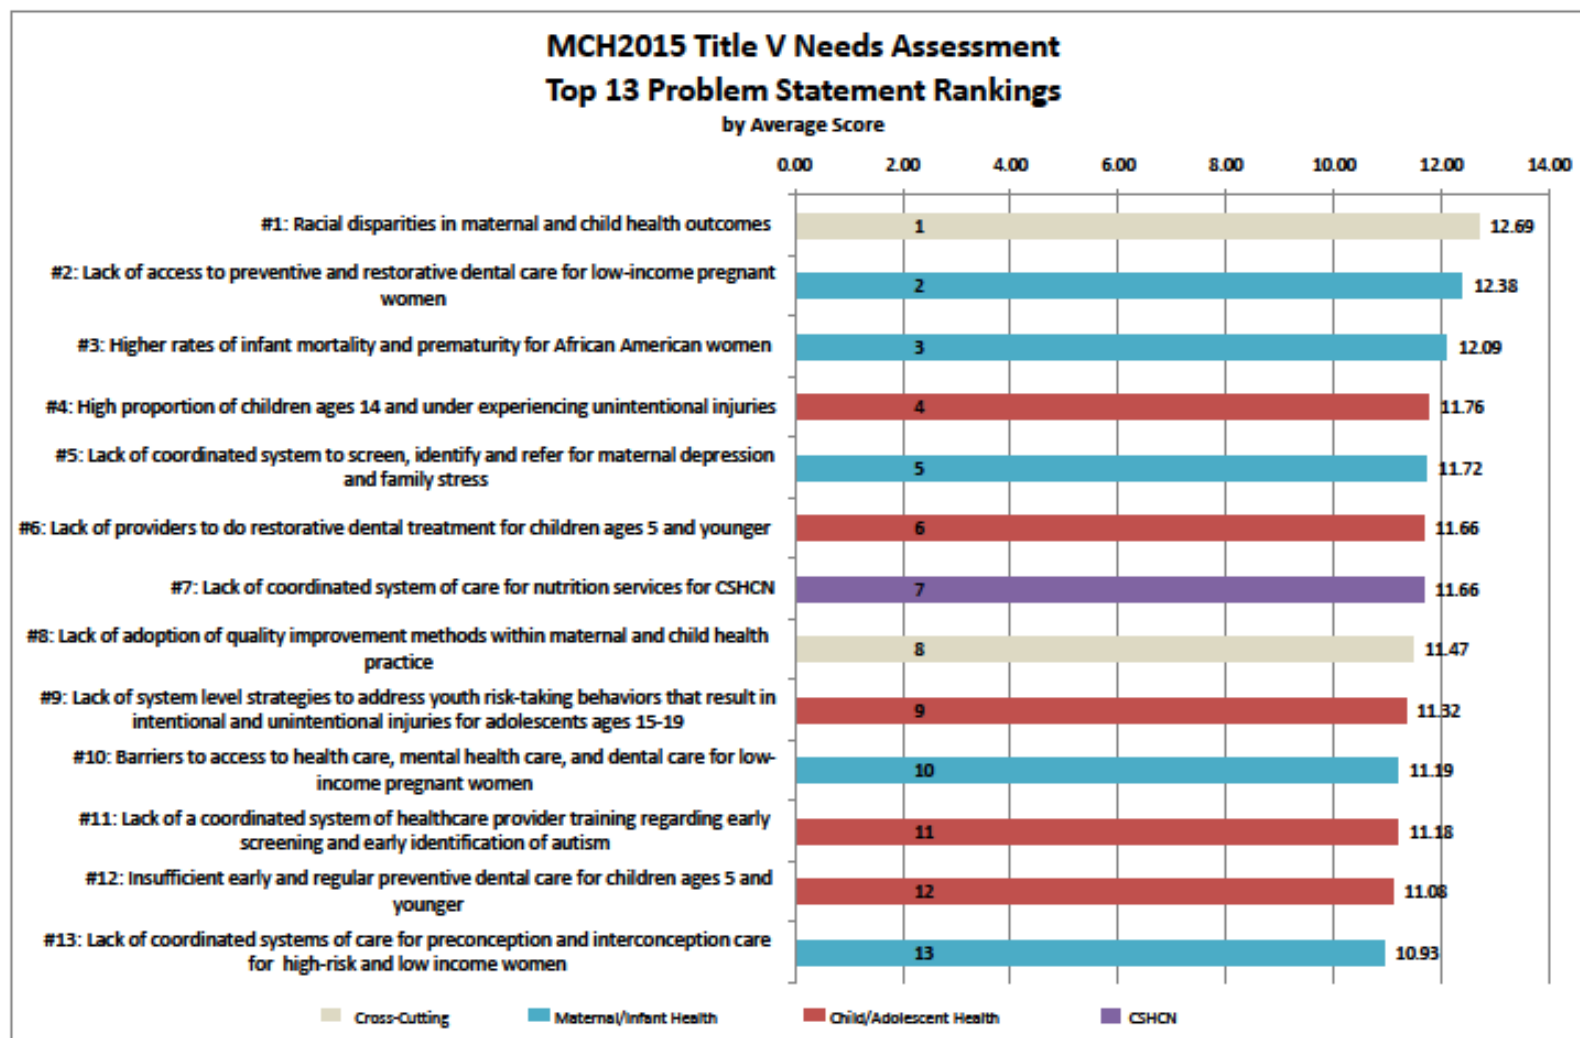 MCH2015 Title V Needs Assessment
Top 13 Problem Statement Rankings
by Average Score
0.00 2.00 4.00 6.00 8.00 10.00 12.00 14.00
#1: Racial disparities in maternal and child health outcomes 1 12.69
#2: Lack of access to preventive and restorative dental care for low-income pregnant
women 2 12.38
#3: Higher rates of infant mortality and prematurity for African American women 3 12.09
#4: High proportion of children ages 14 and under experiencing unintentional injuries 4 11.76
#5: Lack of coordinated system to screen, identify and refer for maternal depression
and family stress 5 11.72
#6: Lack of providers to do restorative dental treatment for children ages 5 and younger 6 11.66
#7: Lack of coordinated system of care for nutrition services for CSHCN 7 11.66
#8: Lack of adoption of quality improvement methods within maternal and child health
practice 8 11.47
#9: Lack of system level strategies to address youth risk-taking behaviors that result in
intentional and unintentional injuries for adolescents ages 15-19 9 11.32
#10: Barriers to access to health care, mental health care, and dental care for low-
income pregnant women 10 11.19
#11: Lack of a coordinated system of healthcare provider training regarding early
screening and early identification of autism 11 11.18
#12: Insufficient early and regular preventive dental care for children ages 5 and
younger 12 11.08
#13: Lack of coordinated systems of care for preconception and interconception care
for high-risk and low income women 13 10.93
Cross-Cutting Maternal/Infant Health Child/Adolescent Health CSHCN